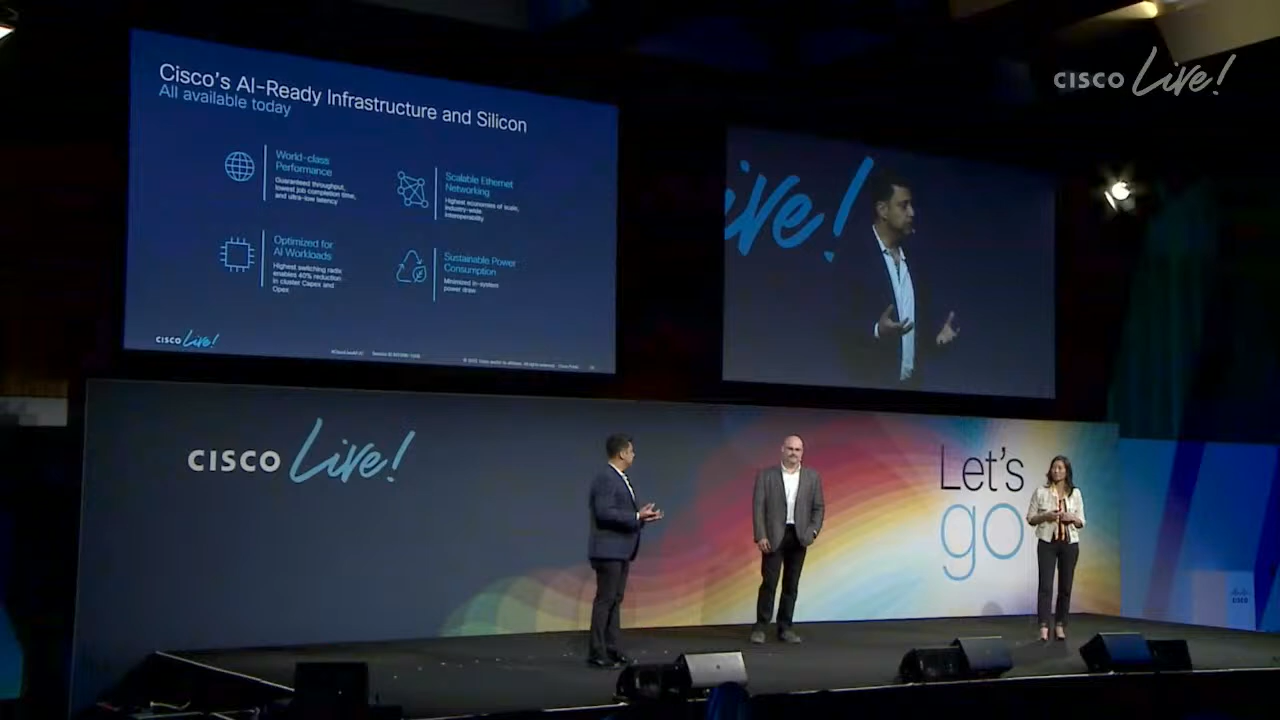 CISCO Live!
Cisco's AI-Ready Infrastructure and Silicon
All available today
World-class
Performance
Guaranteed throughput,
lowest job completion time,
and ultra-low latency
Scalable Ethernet
Networking
Highest economies of scale,
industry-wide
interoperability
Optimized for
AI Workloads
Highest switching radix
enables 40% reduction
in cluster Capex and
Opex
Sustainable Power
Consumption
Minimized in-system
power draw
CISCO Live!
ive!
CISCO Live!
Let's
go